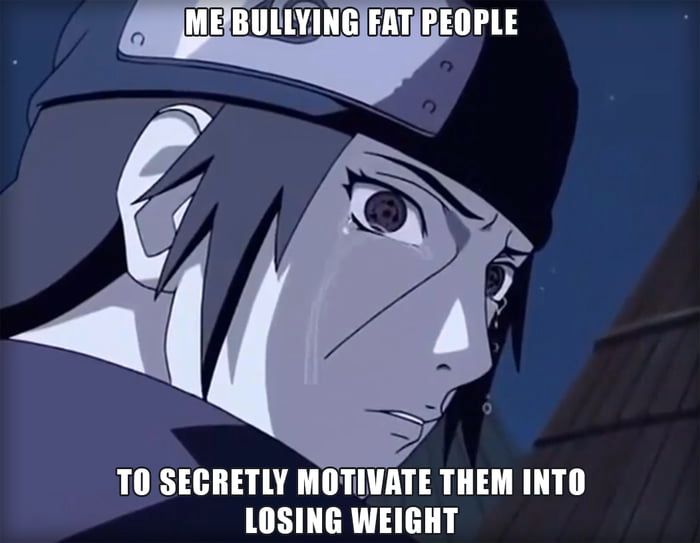 ME BULLYING FAT PEOPLE
TO SECRETLY MOTIVATE THEM INTO
LOSING WEIGHT